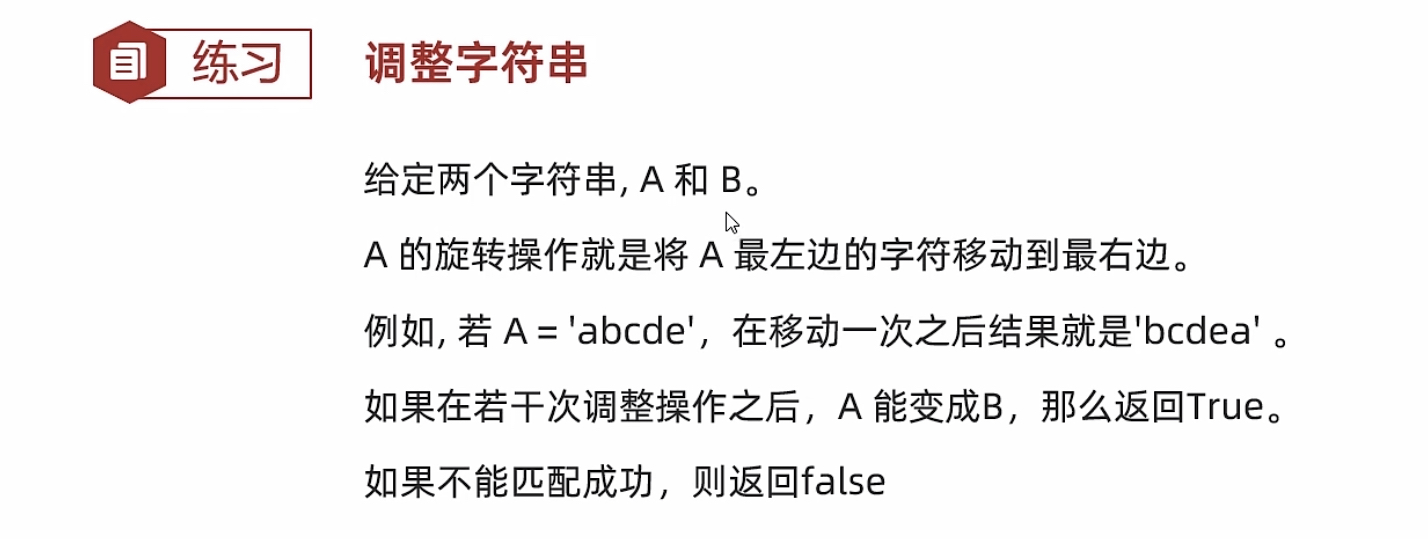 练习
调整字符串
给定两个字符串, A 和 B。
A 的旋转操作就是将 A 最左边的字符移动到最右边。
例如, 若 A = 'abcde'，在移动一次之后结果就是'bcdea' 。
如果在若干次调整操作之后，A 能变成B，那么返回True。
如果不能匹配成功，则返回false